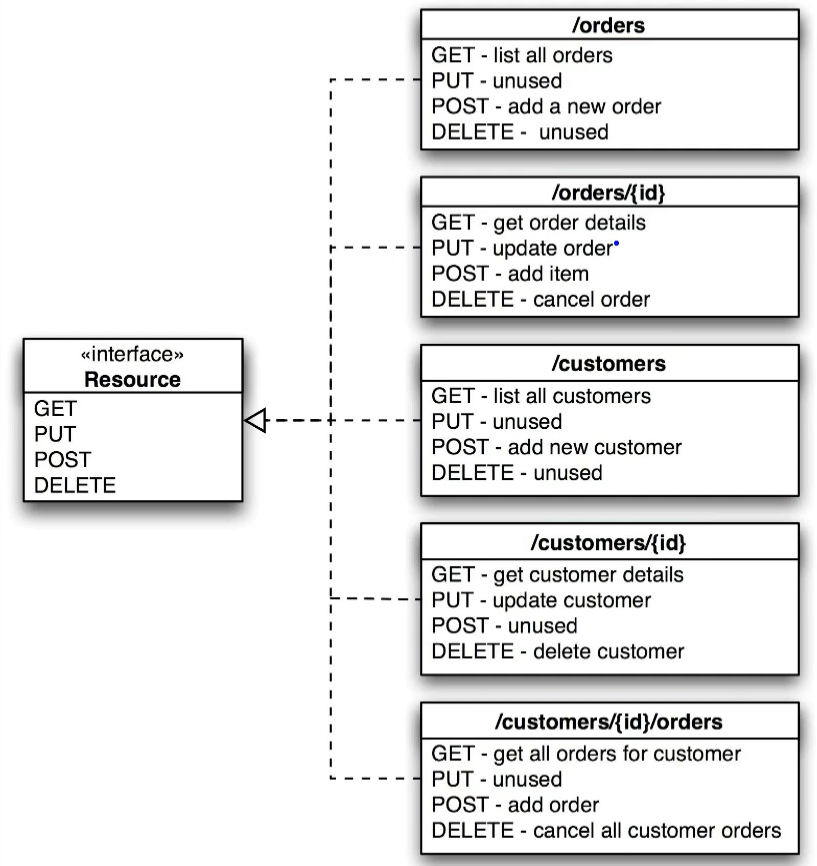 /orders
GET - list all orders
PUT - unused
POST - add a new order
DELETE -  unused
/orders/{id}
GET - get order details
PUT - update order
POST - add item
DELETE - cancel order
«interface»
Resource
GET
PUT
POST
DELETE
/customers
GET - list all customers
PUT - unused
POST - add new customer
DELETE - unused
/customers/{id}
GET - get customer details
PUT - update customer
POST - unused
DELETE - delete customer
/customers/{id}/orders
GET - get all orders for customer
PUT - unused
POST - add order
DELETE - cancel all customer orders